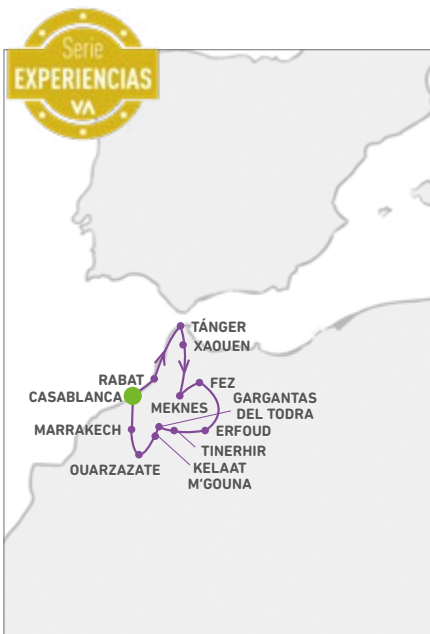 Serie
EXPERIENCIAS
VA
TÁNGER
XAOUEN
RABAT
FEZ
CASABLANCA
MEKNES
GARGANTAS
DEL TODRA
MARRAKECH
ERFOUD
TINERHIR
OUARZAZATE
KELAAT
M'GOUNA